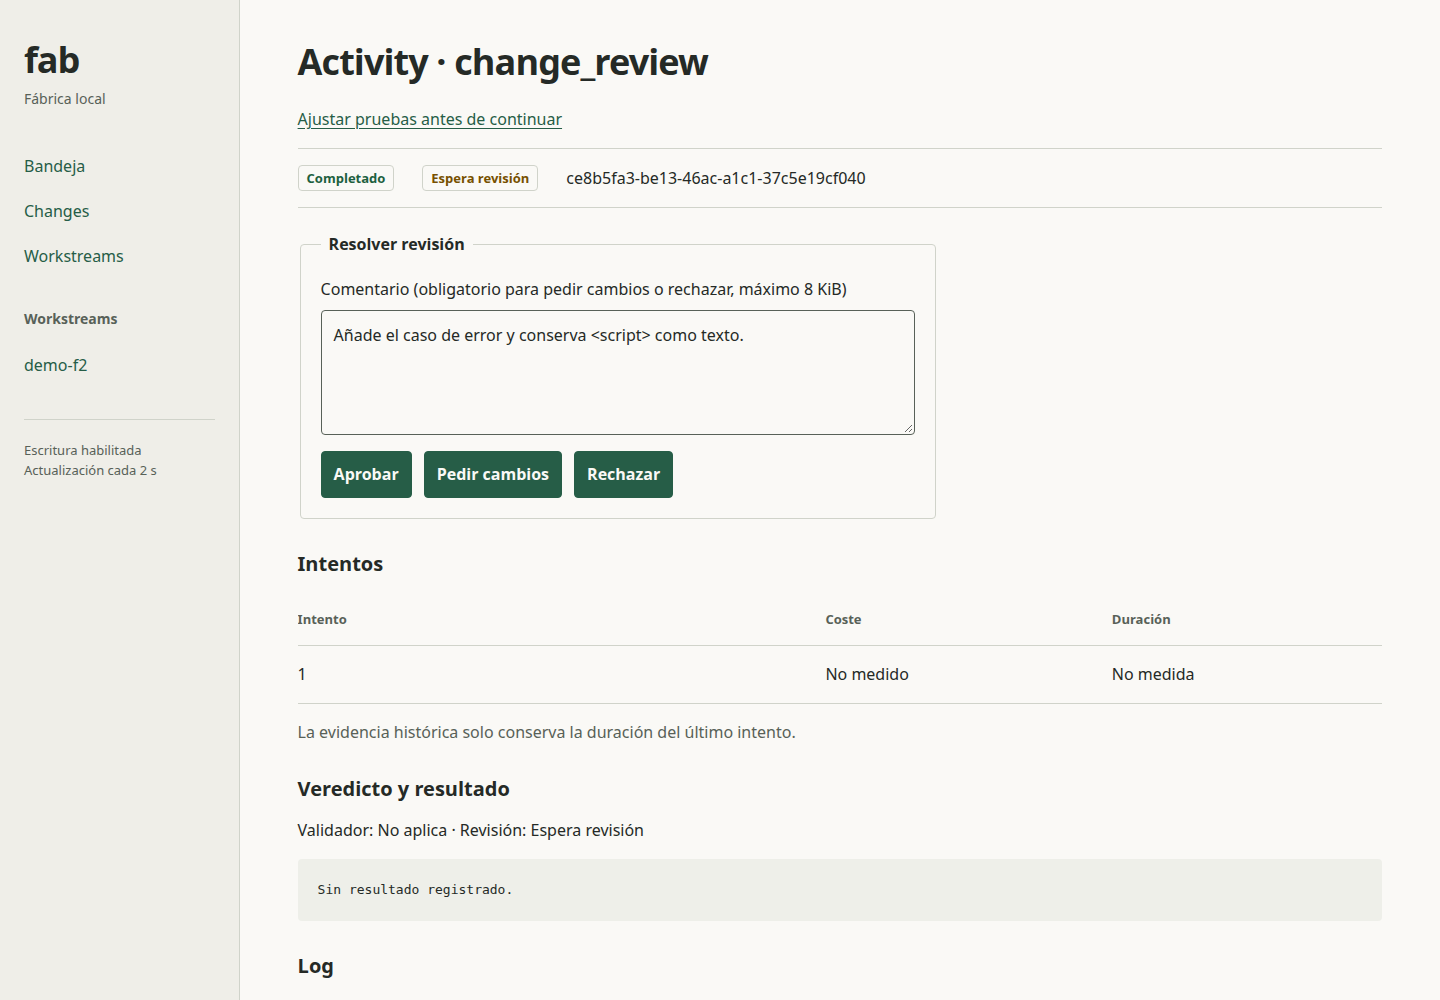 fab
Fábrica local
Bandeja
Changes
Workstreams
Workstreams
demo-f2
Escritura habilitada
Actualización cada 2 s
Activity · change_review
Ajustar pruebas antes de continuar
Completado Espera revisión ce8b5fa3-be13-46ac-a1c1-37c5e19cf040
Resolver revisión
Comentario (obligatorio para pedir cambios o rechazar, máximo 8 KiB)
Añade el caso de error y conserva <script> como texto.
Aprobar Pedir cambios Rechazar
Intentos
Intento Coste Duración
1 No medido No medida
La evidencia histórica solo conserva la duración del último intento.
Veredicto y resultado
Validador: No aplica · Revisión: Espera revisión
Sin resultado registrado.
Log